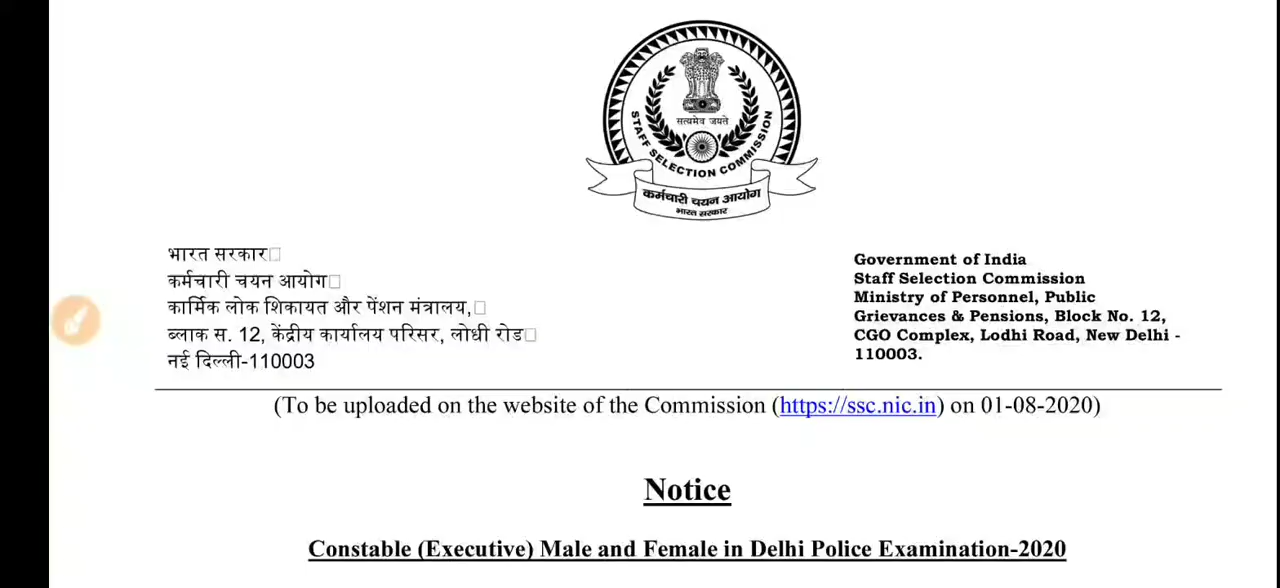 सत्यमेव जयते
STAFF SELECTION COMMISSION
कर्मचारी चयन आयोग
भारत सरकार
भारत सरकार
कर्मचारी चयन आयोग
कार्मिक लोक शिकायत और पेंशन मंत्रालय,
ब्लाक स. 12, केंद्रीय कार्यालय परिसर, लोधी रोड
नई दिल्ली-110003
Government of India
Staff Selection Commission
Ministry of Personnel, Public
Grievances & Pensions, Block No. 12,
CGO Complex, Lodhi Road, New Delhi -
110003.
(To be uploaded on the website of the Commission (https://ssc.nic.in) on 01-08-2020)
Notice
Constable (Executive) Male and Female in Delhi Police Examination-2020